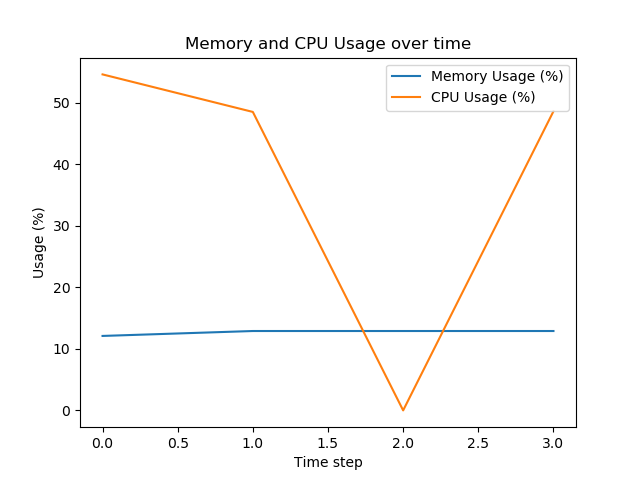 Memory and CPU Usage over time
Memory Usage (%)
CPU Usage (%)
Usage (%)
50
40
30
20
10
0
0.0 0.5 1.0 1.5 2.0 2.5 3.0
Time step